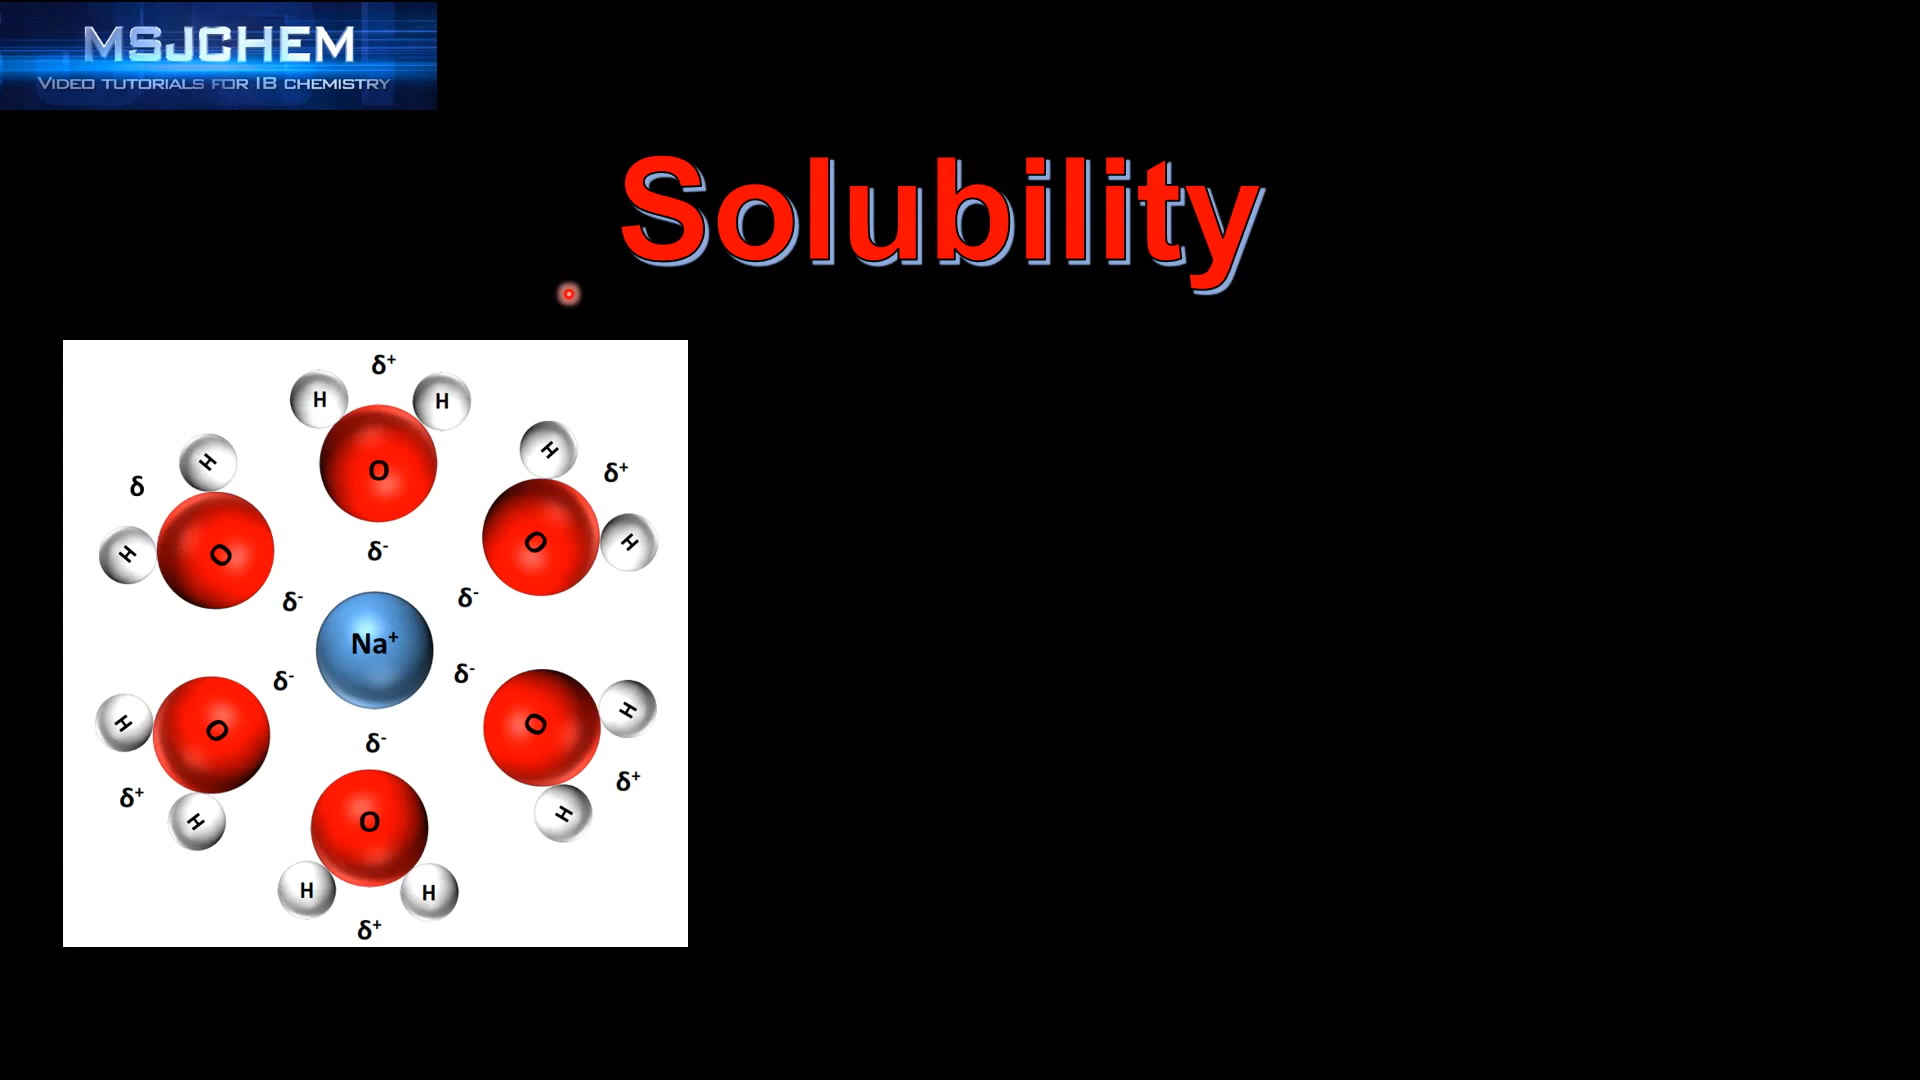 MSJCHEM
VIDEO TUTORIALS FOR IB CHEMISTRY
Solubility
δ+
H H
O
H
δ+
H
δ
O
H
O
H
δ-
δ-
δ-
Na+
δ-
δ-
H
H
O
O
δ-
δ+
δ+
H
O
H
H H
δ+